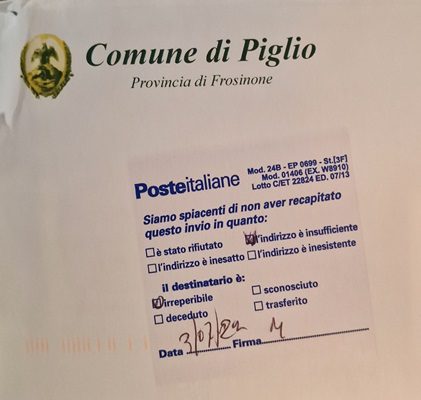 Comune di Piglio
Provincia di Frosinone
Posteitaliane
Mod. 24B - EP 0699 - St.[3F]
Mod. 01406 (EX. W8910)
Lotto C/ET 22824 ED. 07/13
Siamo spiacenti di non aver recapitato
questo invio in quanto:
è stato rifiutato
l'indirizzo è insufficiente
l'indirizzo è inesatto
l'indirizzo è inesistente
il destinatario è:
irreperibile
sconosciuto
deceduto
trasferito
Data 3/07/ Firma